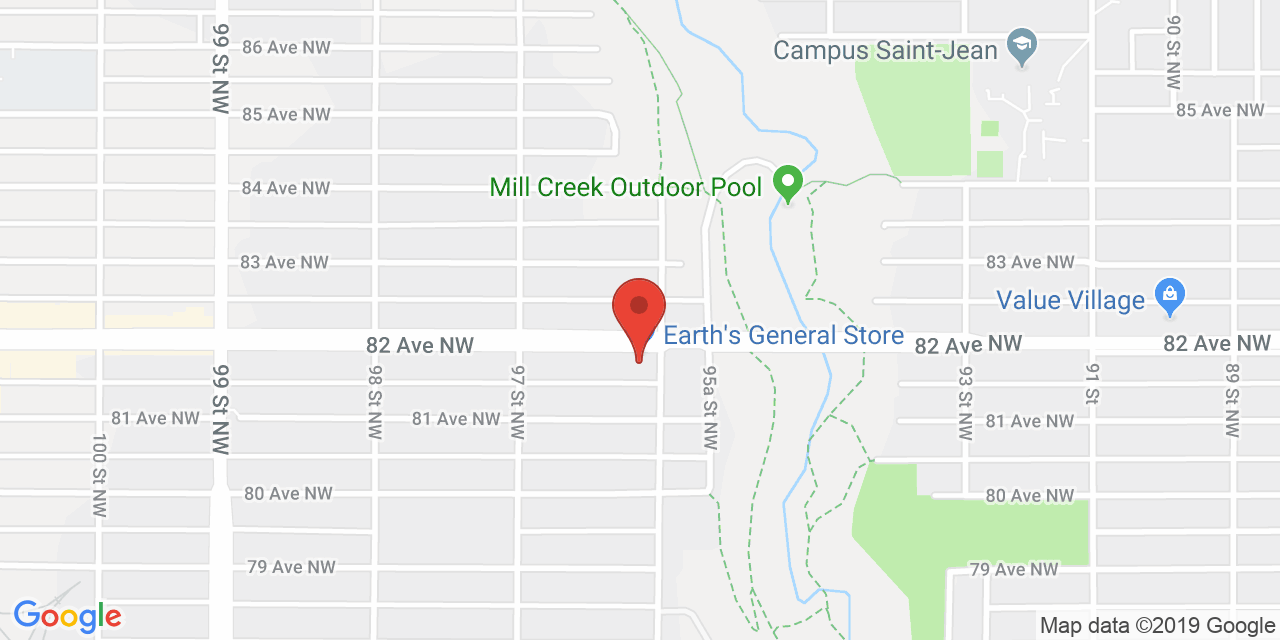 86 Ave NW
99 St NW
Campus Saint-Jean
90 St NW
85 Ave NW
85 Ave NW
84 Ave NW
Mill Creek Outdoor Pool
83 Ave NW
83 Ave NW
Value Village
Earth's General Store
82 Ave NW
82 Ave NW
82 Ave NW
99 St NW
98 St NW
97 St NW
95a St NW
93 St NW
91 St
89 St NW
81 Ave NW
81 Ave NW
81 Ave NW
100 St NW
80 Ave NW
80 Ave NW
79 Ave NW
79 Ave NW
Google
Map data ©2019 Google